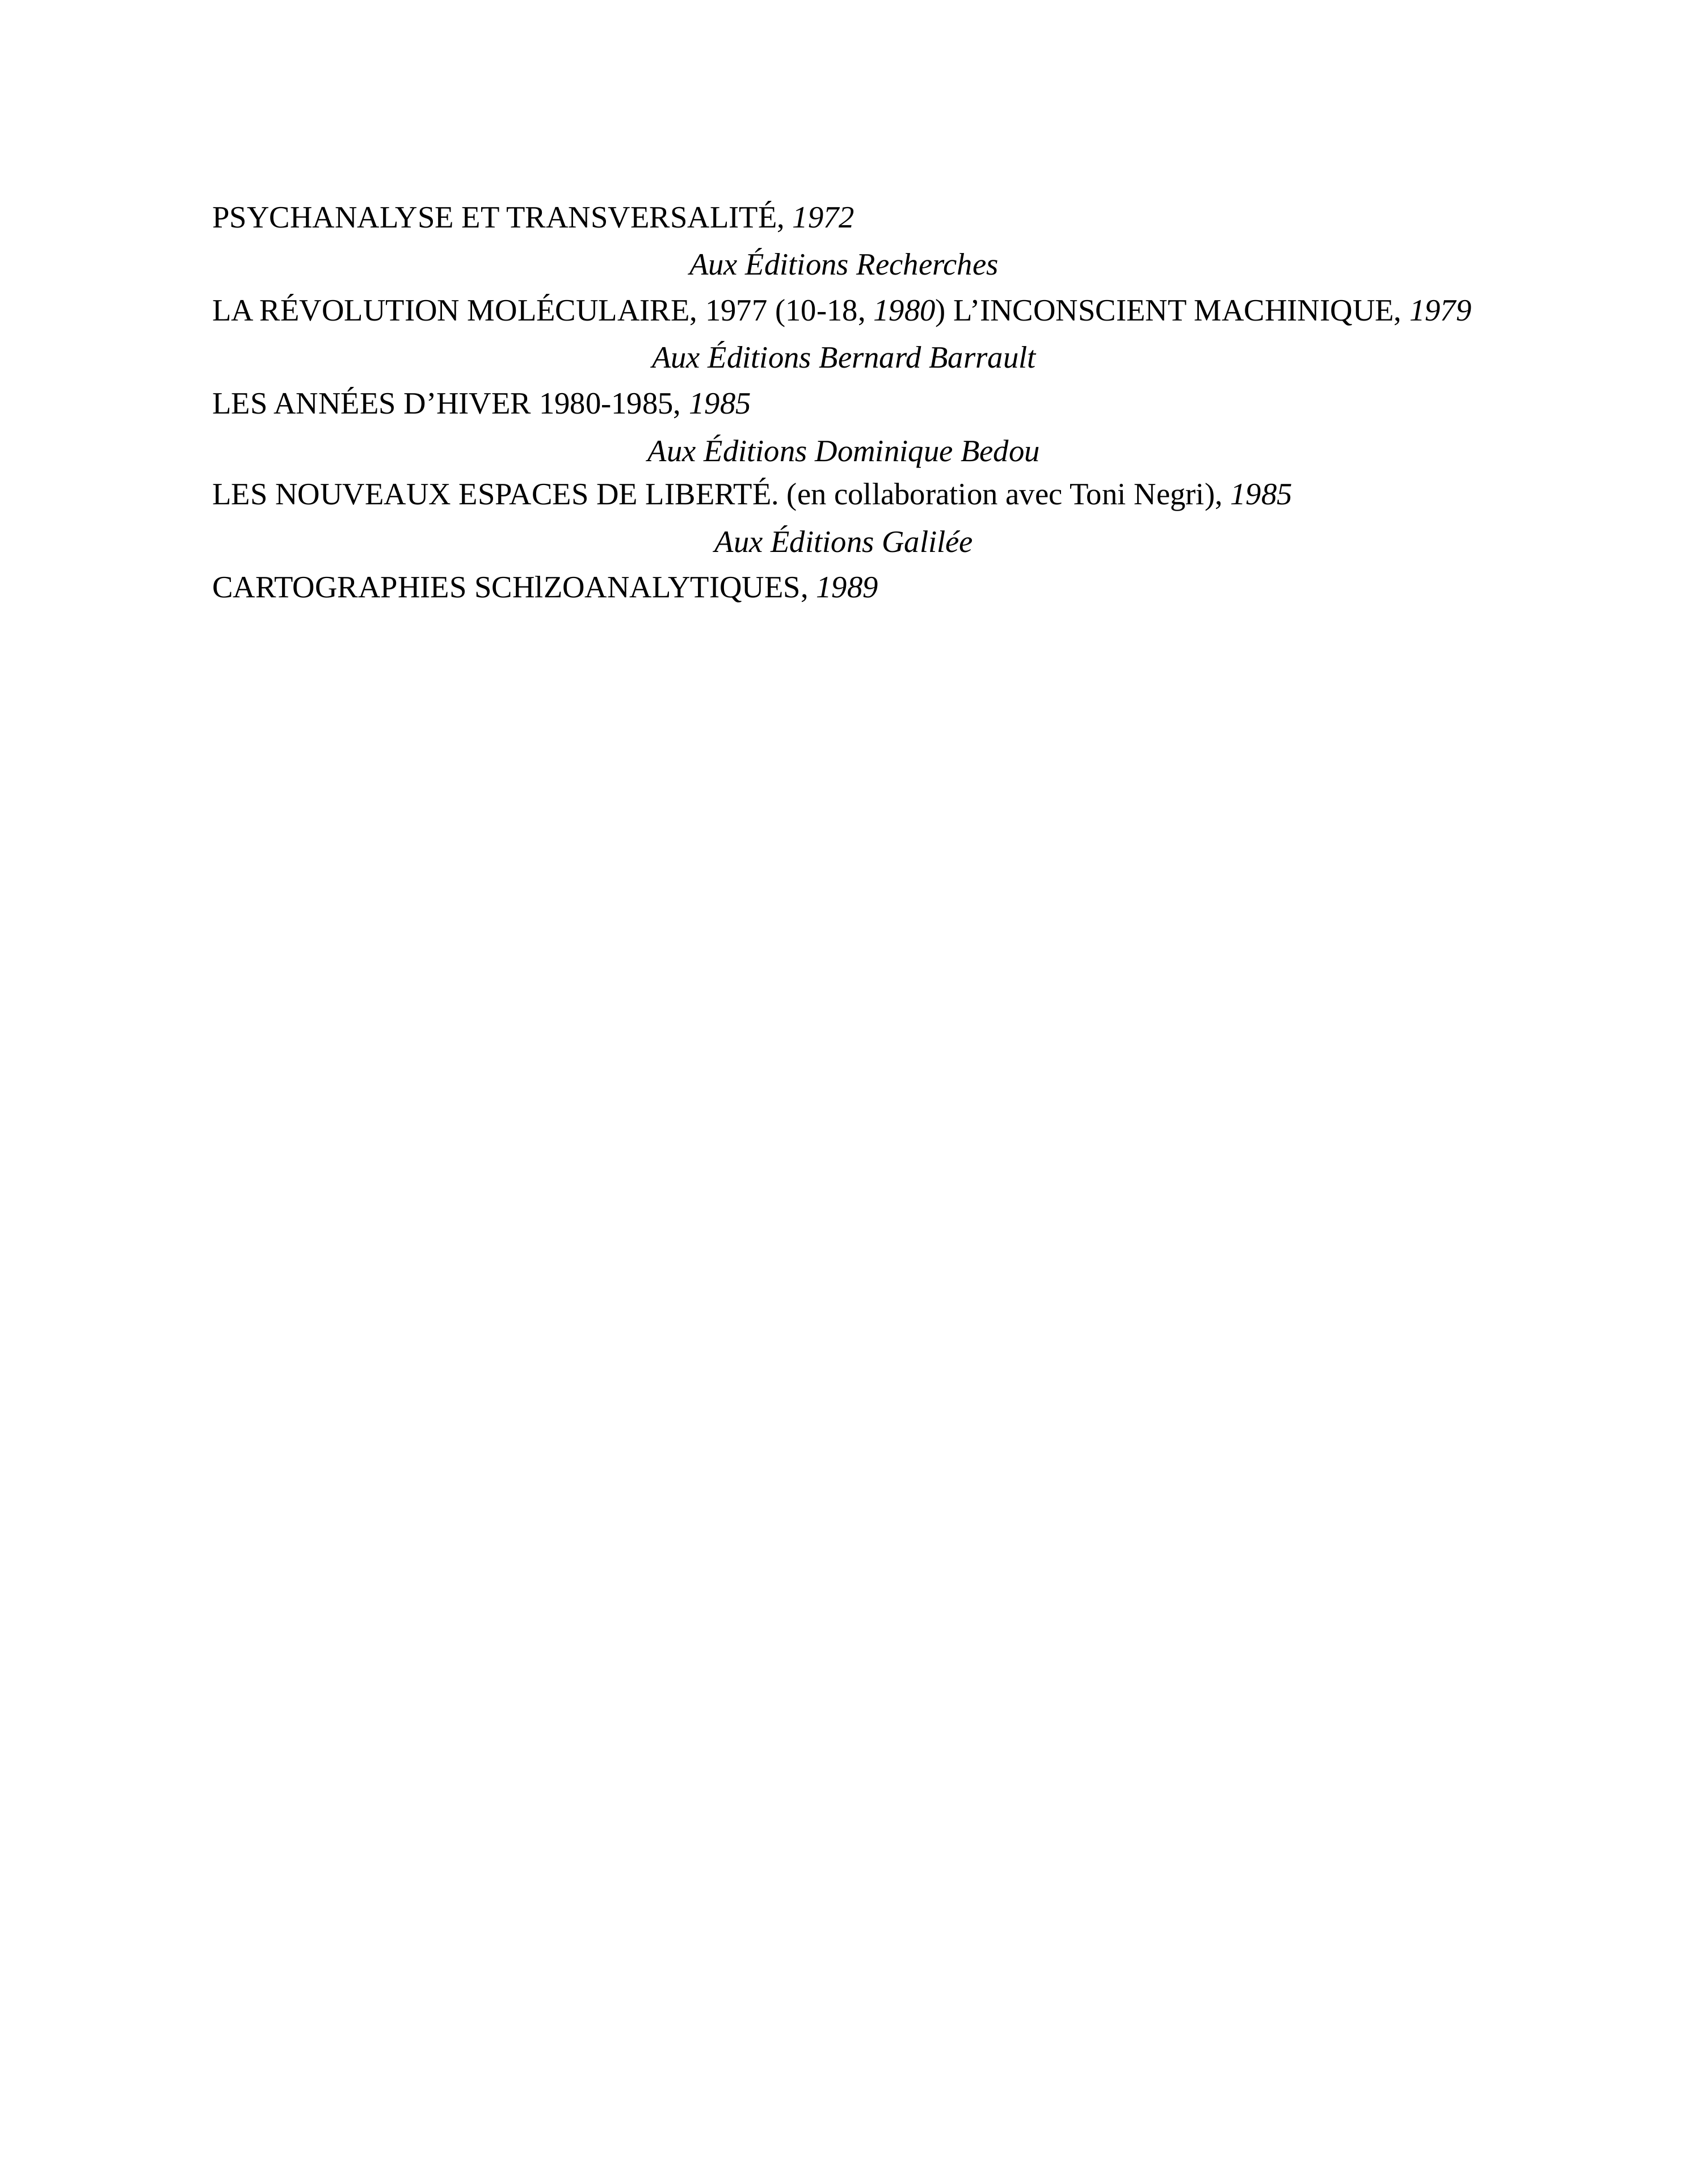 PSYCHANALYSE ET TRANSVERSALITÉ, 1972
Aux Éditions Recherches
LA RÉVOLUTION MOLÉCULAIRE, 1977 (10-18, 1980) L’INCONSCIENT MACHINIQUE, 1979
Aux Éditions Bernard Barrault
LES ANNÉES D’HIVER 1980-1985, 1985
Aux Éditions Dominique Bedou
LES NOUVEAUX ESPACES DE LIBERTÉ. (en collaboration avec Toni Negri), 1985
Aux Éditions Galilée
CARTOGRAPHIES SCHlZOANALYTIQUES, 1989